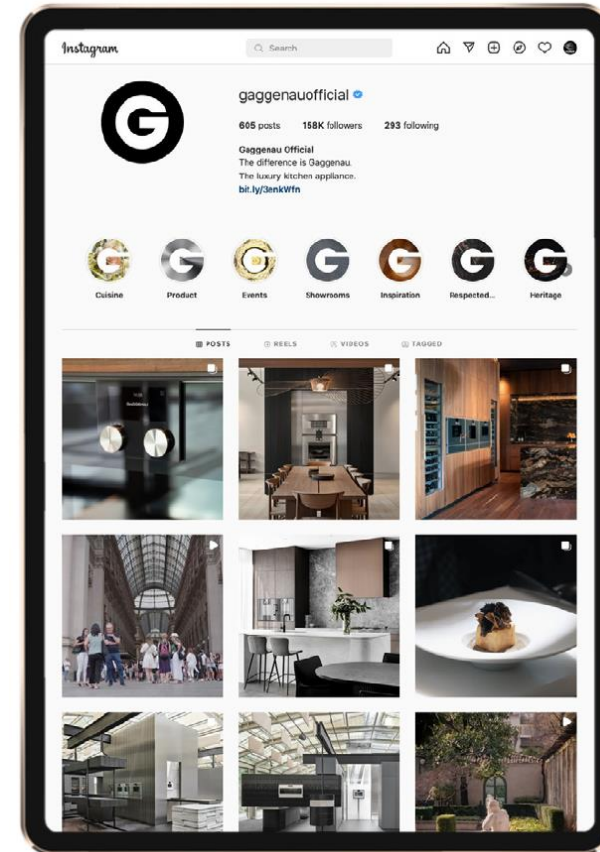 Instagram
Search
gaggenauofficial
605 posts 158K followers 293 following
Gaggenau Official
The difference is Gaggenau.
The luxury kitchen appliance.
bit.ly/3enkWfn
Cuisine Product Events Showrooms Inspiration Respected... Heritage
POSTS REELS VIDEOS TAGGED